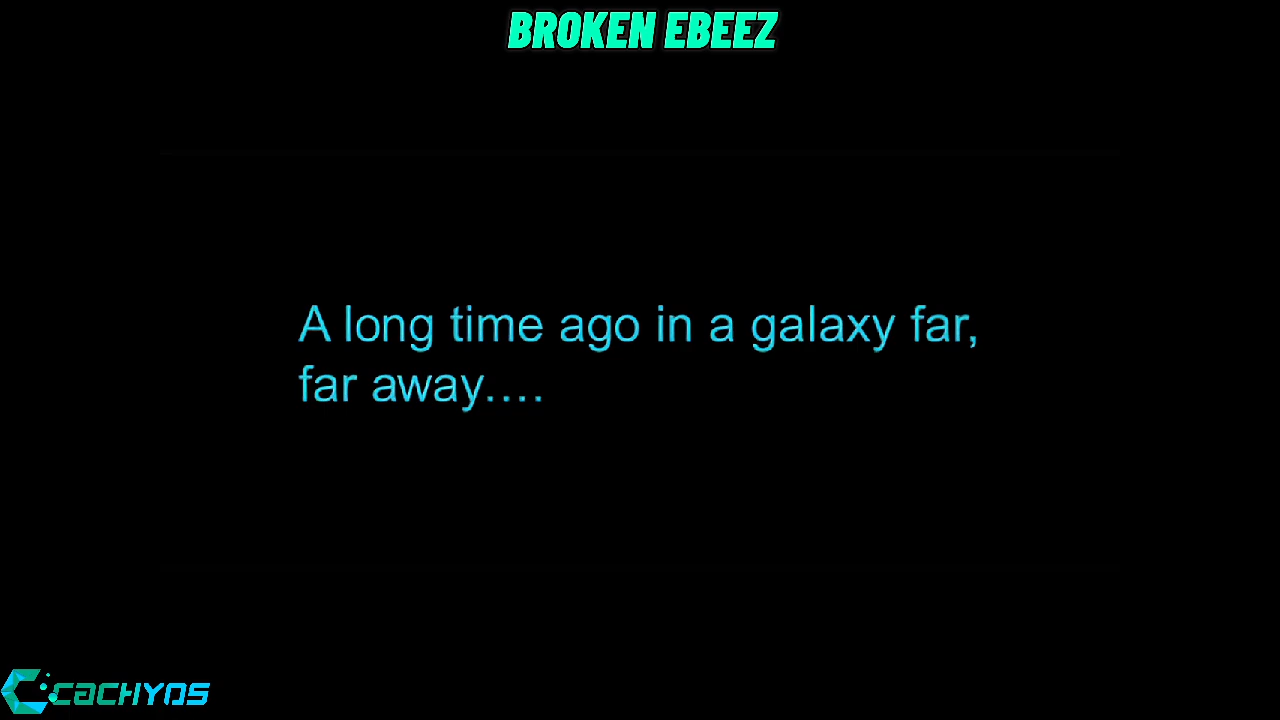 BROKEN EBEEZ
A long time ago in a galaxy far,
far away....
CACHYOS